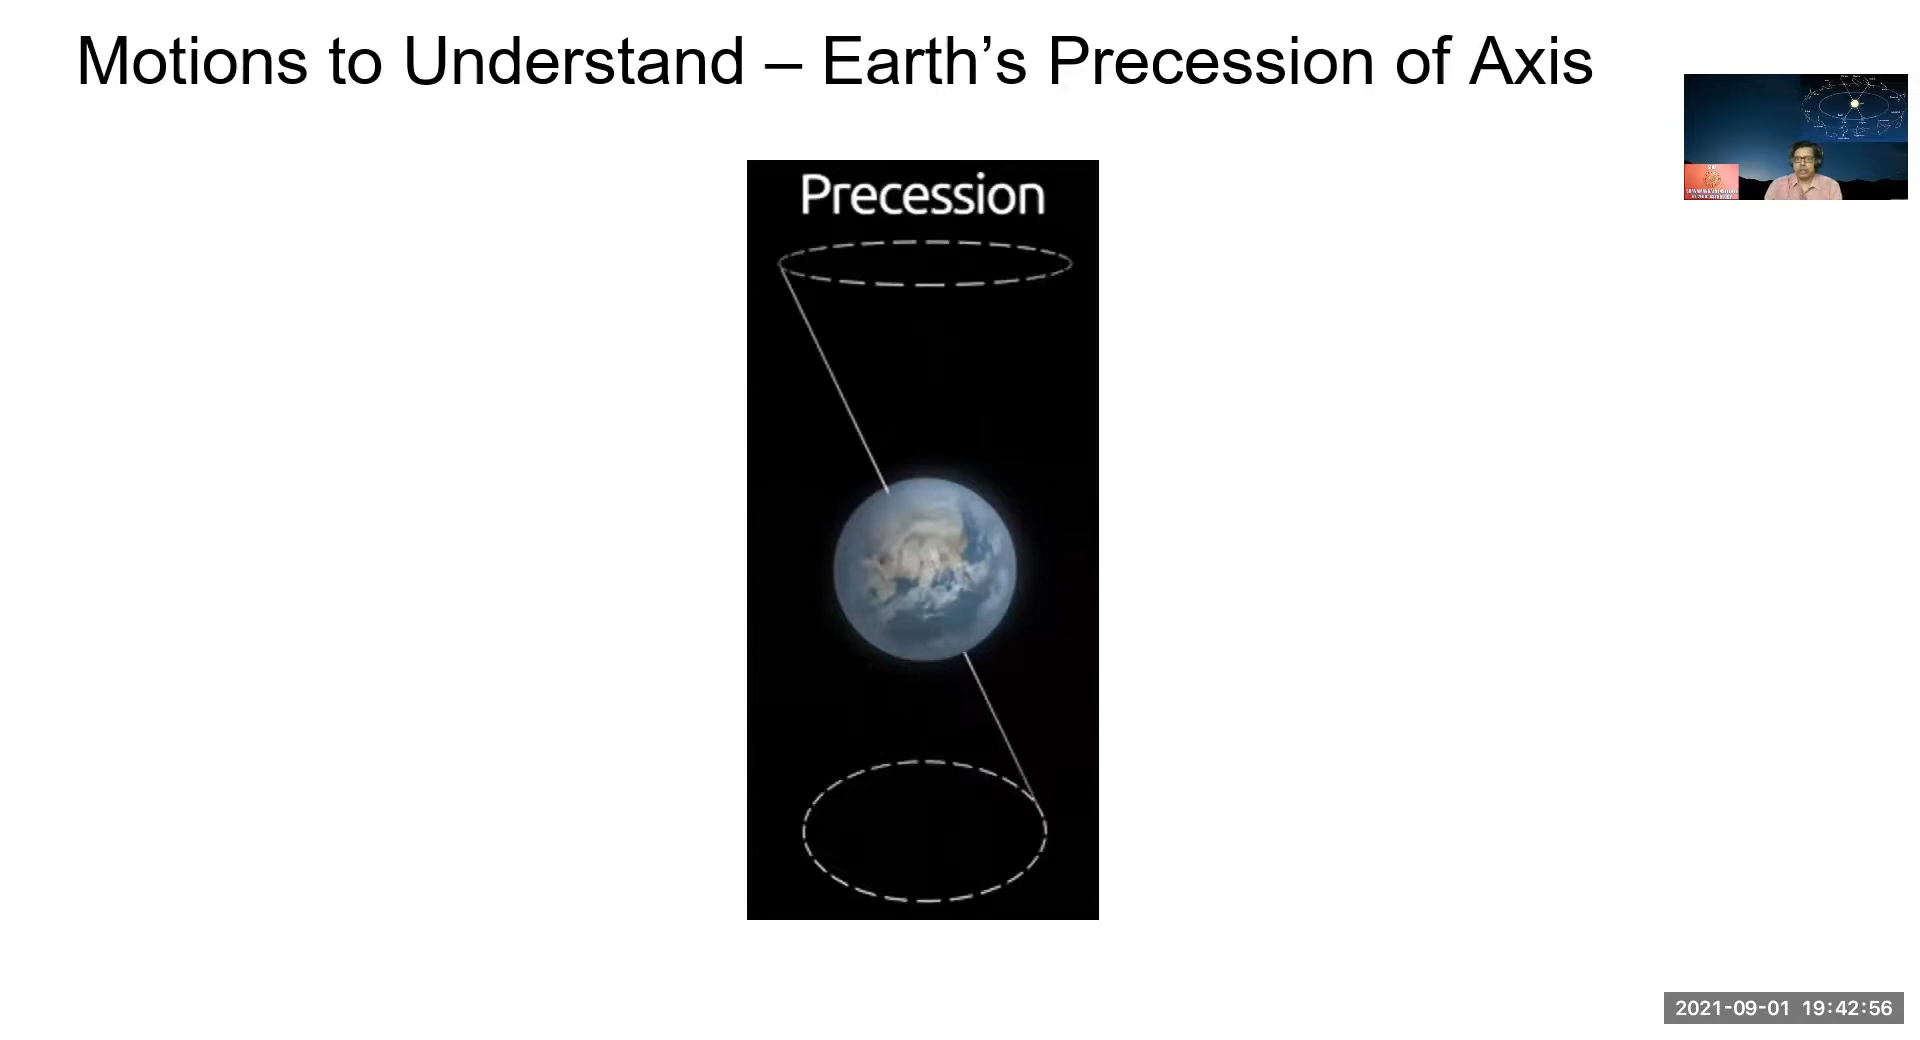 Motions to Understand – Earth’s Precession of Axis
Precession
2021-09-01 19:42:56